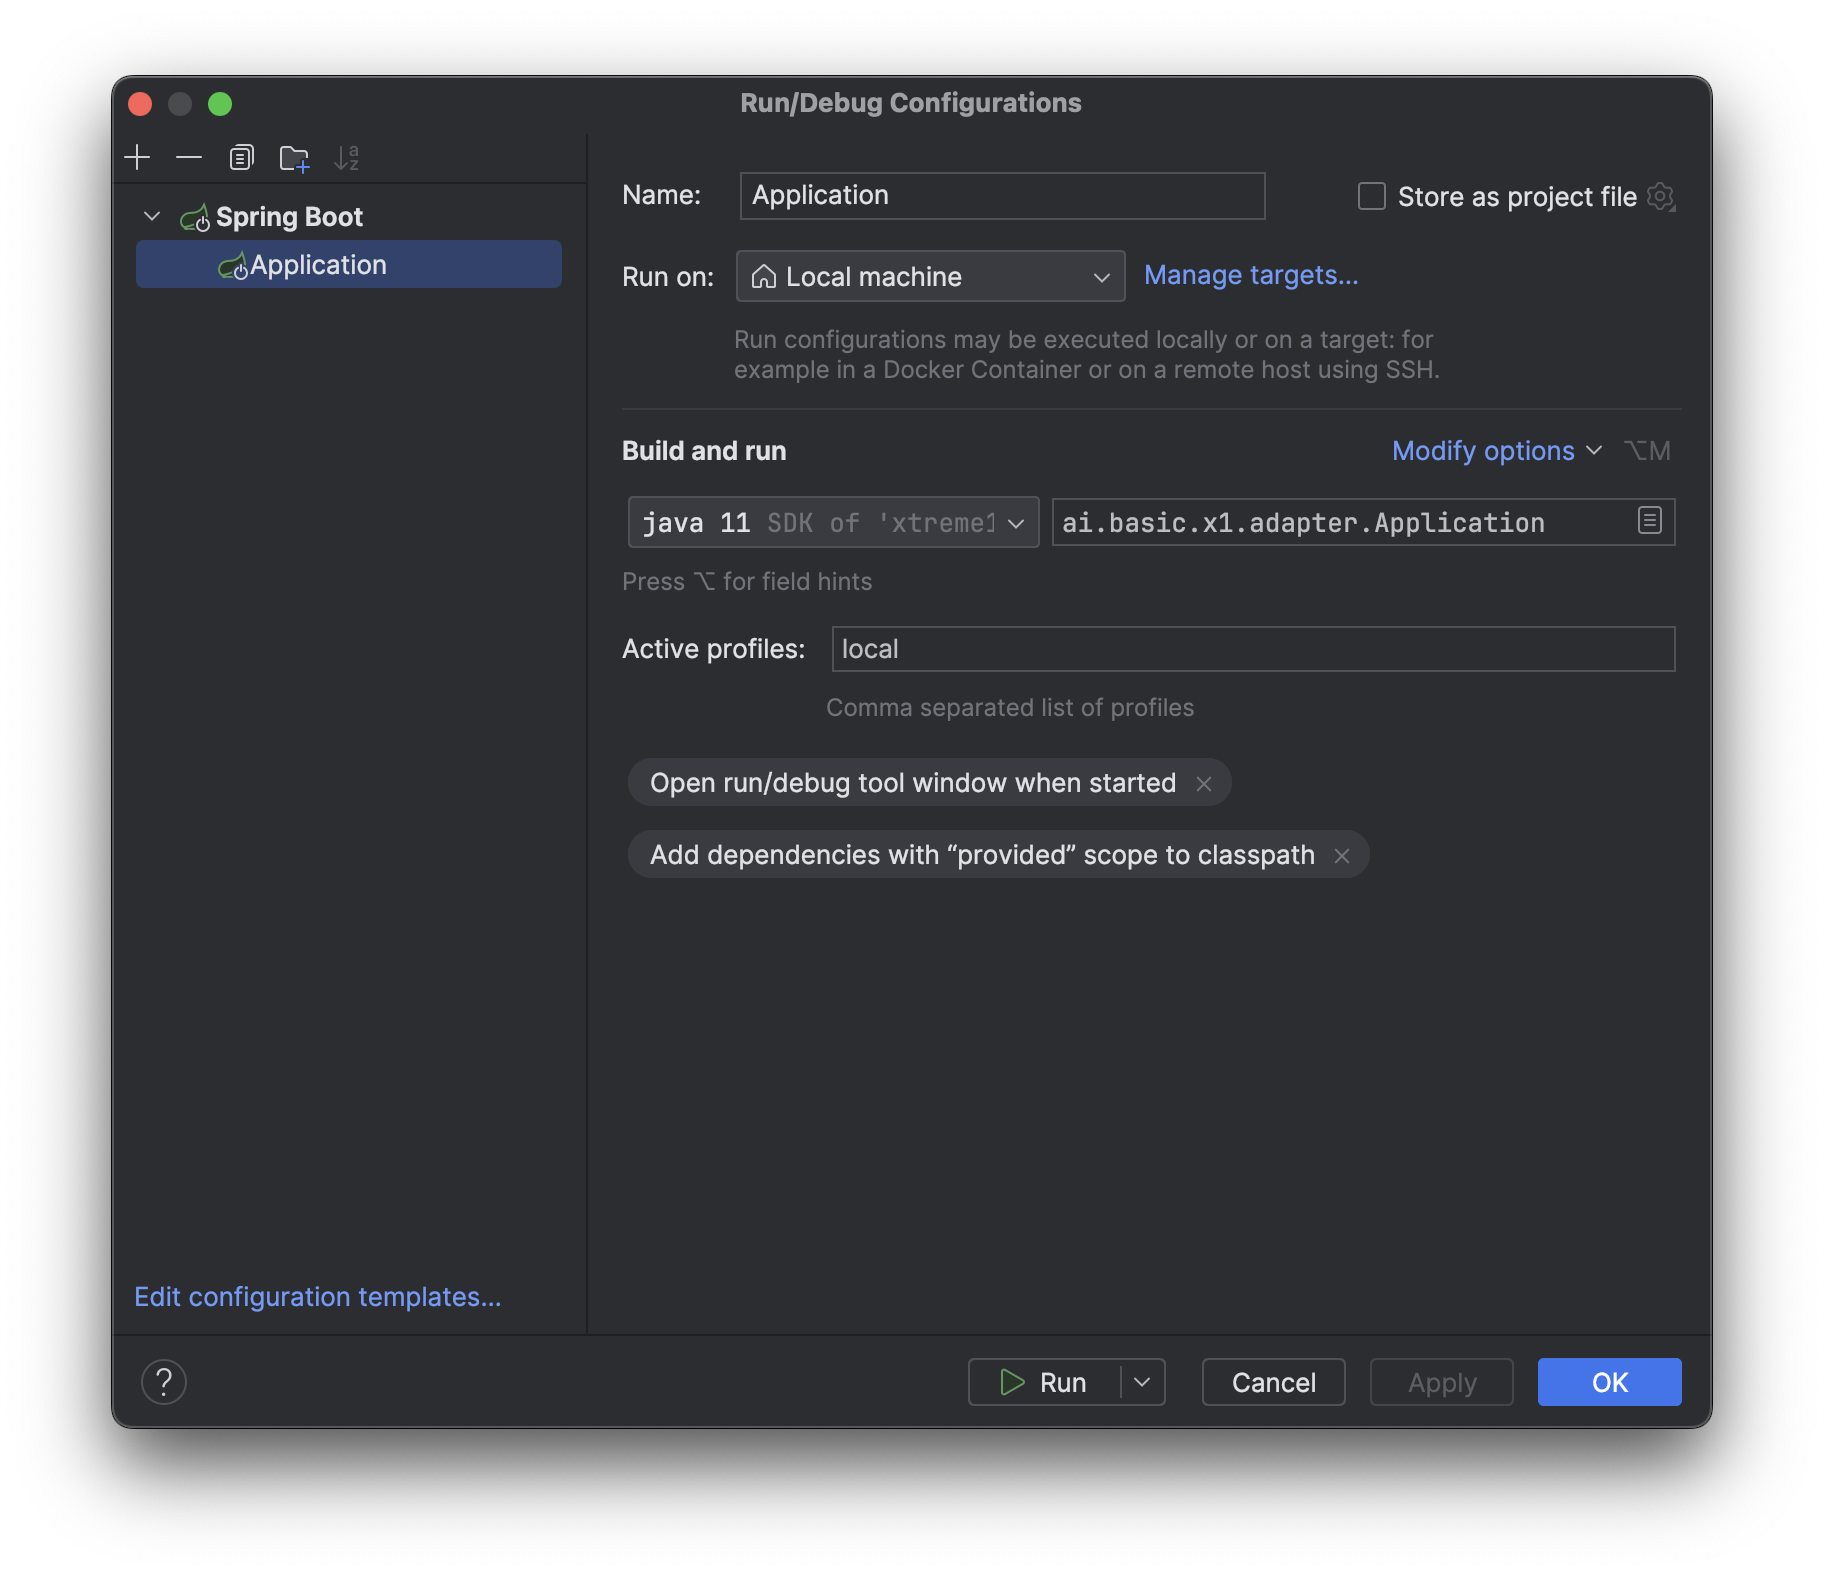 Run/Debug Configurations
Spring Boot
Application
Name:
Application
Store as project file
Run on:
Local machine
Manage targets...
Run configurations may be executed locally or on a target: for
example in a Docker Container or on a remote host using SSH.
Build and run
Modify options
⌥M
java 11 SDK of 'xtreme1
ai.basic.x1.adapter.Application
Press ⌥ for field hints
Active profiles:
local
Comma separated list of profiles
Open run/debug tool window when started
Add dependencies with “provided” scope to classpath
Edit configuration templates...
?
Run
Cancel
Apply
OK